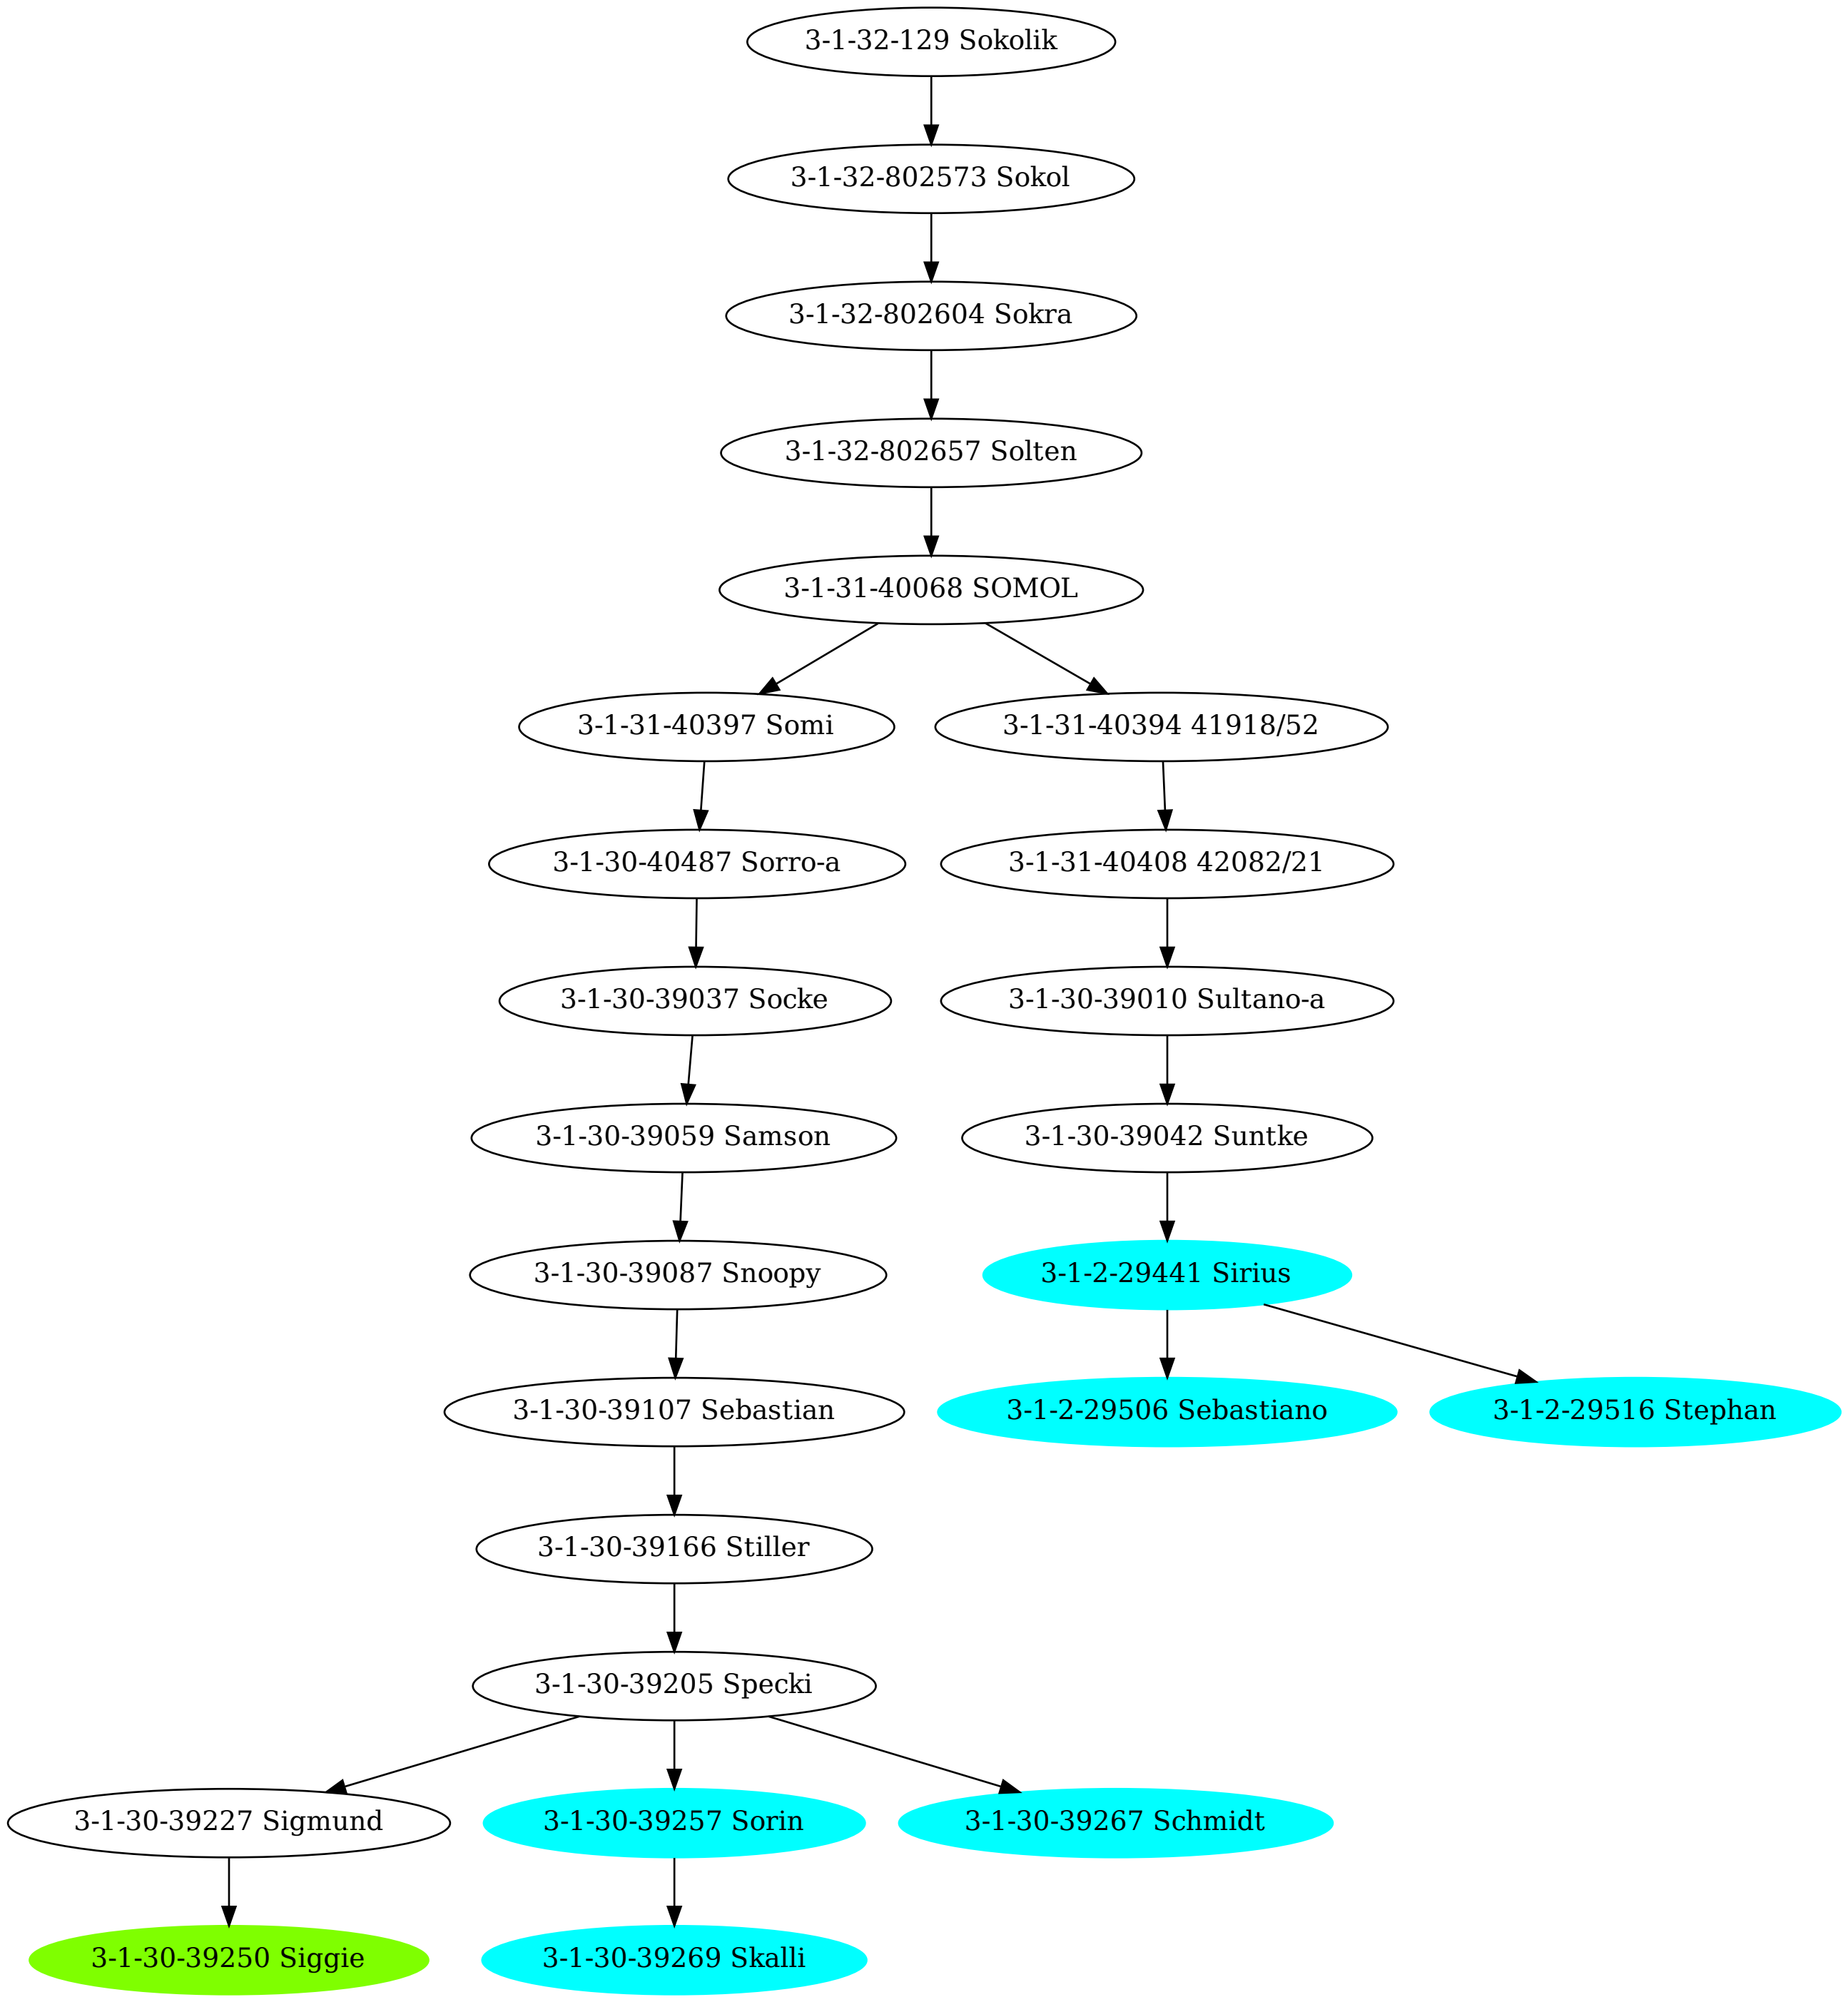 3-1-32-129 Sokolik
3-1-32-802573 Sokol
3-1-32-802604 Sokra
3-1-32-802657 Solten
3-1-31-40068 SOMOL
3-1-31-40397 Somi
3-1-31-40394 41918/52
3-1-30-40487 Sorro-a
3-1-31-40408 42082/21
3-1-30-39037 Socke
3-1-30-39010 Sultano-a
3-1-30-39059 Samson
3-1-30-39042 Suntke
3-1-30-39087 Snoopy
3-1-2-29441 Sirius
3-1-30-39107 Sebastian
3-1-2-29506 Sebastiano
3-1-2-29516 Stephan
3-1-30-39166 Stiller
3-1-30-39205 Specki
3-1-30-39227 Sigmund
3-1-30-39257 Sorin
3-1-30-39267 Schmidt
3-1-30-39250 Siggie
3-1-30-39269 Skalli